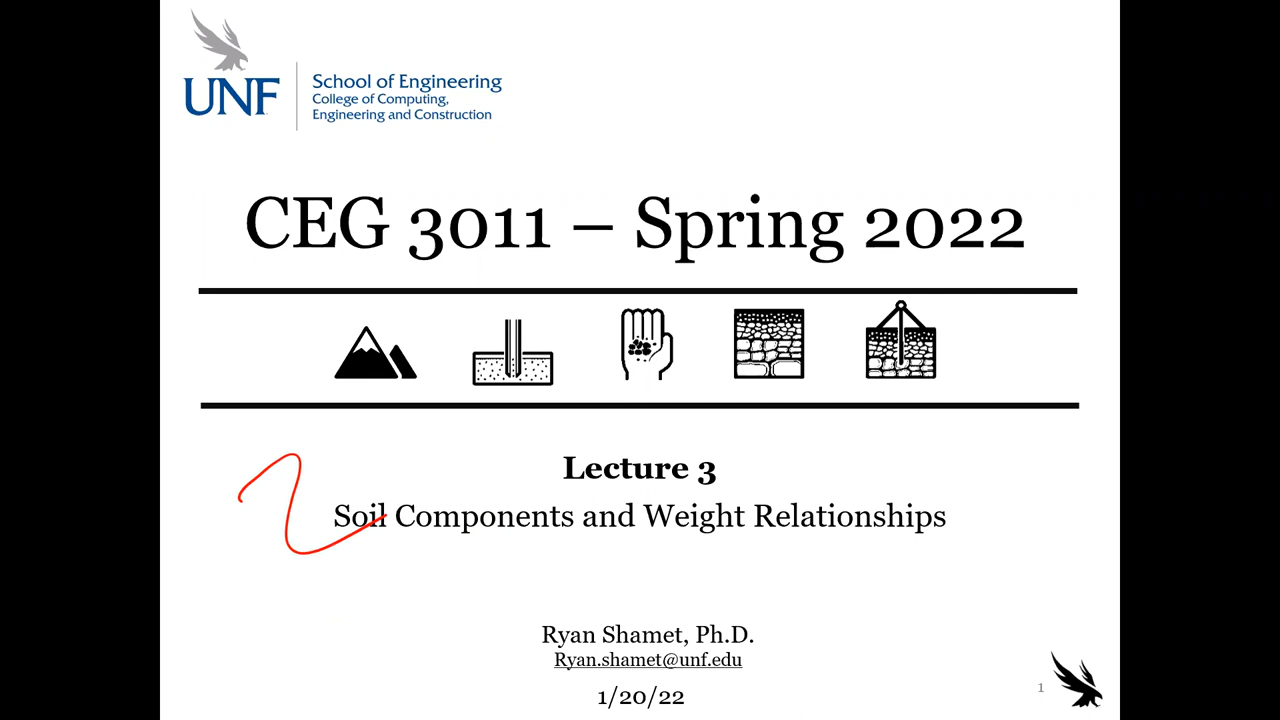 UNF
School of Engineering
College of Computing,
Engineering and Construction
CEG 3011 – Spring 2022
Lecture 3
Soil Components and Weight Relationships
Ryan Shamet, Ph.D.
Ryan.shamet@unf.edu
1/20/22
1